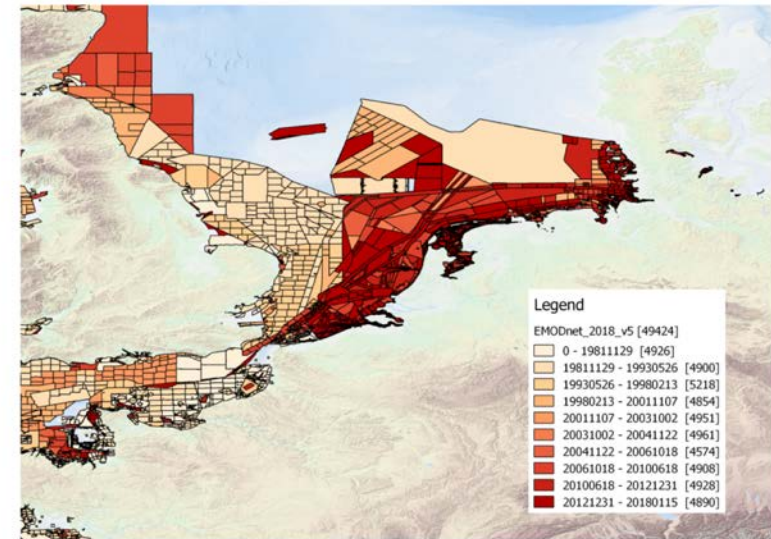 Legend
EMODnet_2018_v5 [49424]
0 - 19811129 [4926]
19811129 - 19930526 [4900]
19930526 - 19980213 [5218]
19980213 - 20011107 [4854]
20011107 - 20031002 [4951]
20031002 - 20041122 [4961]
20041122 - 20061018 [4574]
20061018 - 20100618 [4908]
20100618 - 20121231 [4928]
20121231 - 20180115 [4890]